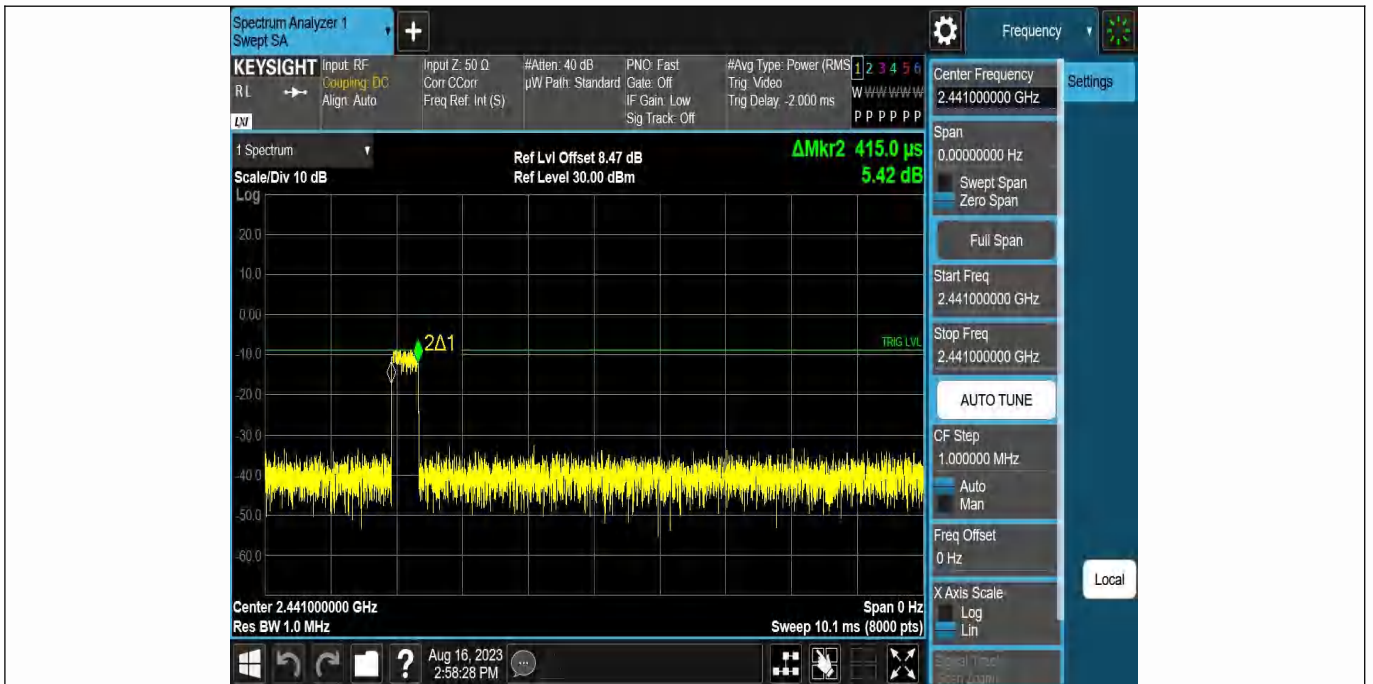 Spectrum Analyzer 1
Swept SA
+
Frequency
KEYSIGHT
RL
LXI
Input: RF
Coupling: DC
Align: Auto
Input Z: 50 Ω
Corr CCorr
Freq Ref: Int (S)
#Atten: 40 dB
µW Path: Standard
PNO: Fast
Gate: Off
IF Gain: Low
Sig Track: Off
#Avg Type: Power (RMS
Trig: Video
Trig Delay: -2.000 ms
1 2 3 4 5 6
W W W W W W
P P P P P P
Center Frequency
2.441000000 GHz
Settings
Span
0.00000000 Hz
Swept Span
Zero Span
Full Span
Start Freq
2.441000000 GHz
Stop Freq
2.441000000 GHz
AUTO TUNE
CF Step
1.000000 MHz
Auto
Man
Freq Offset
0 Hz
X Axis Scale
Log
Lin
Signal Track
(Span Zoom)
Local
1 Spectrum
Scale/Div 10 dB
Log
Ref Lvl Offset 8.47 dB
Ref Level 30.00 dBm
ΔMkr2 415.0 µs
5.42 dB
20.0
10.0
0.00
-10.0
-20.0
-30.0
-40.0
-50.0
-60.0
2Δ1
TRIG LVL
Center 2.441000000 GHz
Res BW 1.0 MHz
Span 0 Hz
Sweep 10.1 ms (8000 pts)
?
Aug 16, 2023
2:58:28 PM